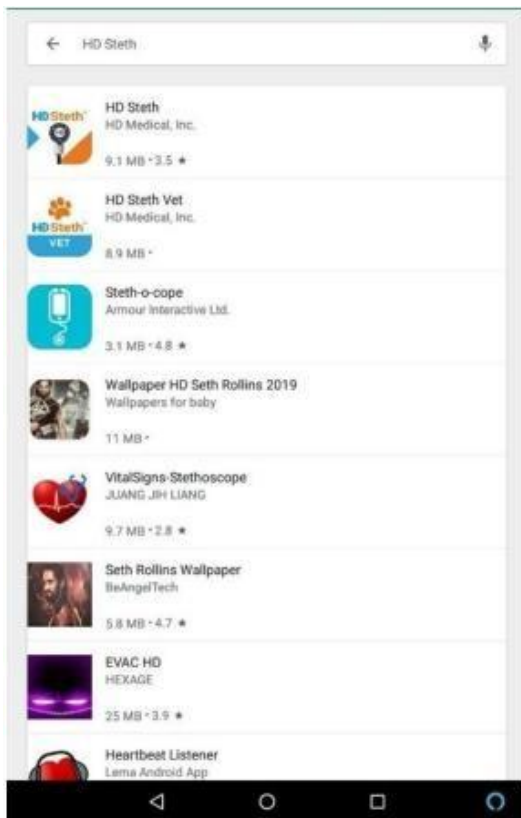 HD Steth
HD Steth
HD Steth
HD Medical, Inc.
9.1 MB • 3.5 ★
HD Steth
VET
HD Steth Vet
HD Medical, Inc.
8.9 MB •
Steth-o-cope
Armour Interactive Ltd.
3.1 MB • 4.8 ★
Wallpaper HD Seth Rollins 2019
Wallpapers for baby
11 MB •
VitalSigns-Stethoscope
JUANG JIH LIANG
9.7 MB • 2.8 ★
Seth Rollins Wallpaper
BeAngelTech
5.8 MB • 4.7 ★
EVAC HD
HEXAGE
25 MB • 3.9 ★
Heartbeat Listener
Lema Android App